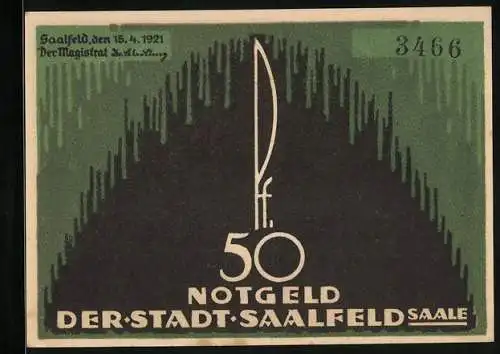 Saalfeld, den 15.4.1921
Der Magistrat
3466
Pf.
50
NOTGELD
DER·STADT·SAALFELD SAALE